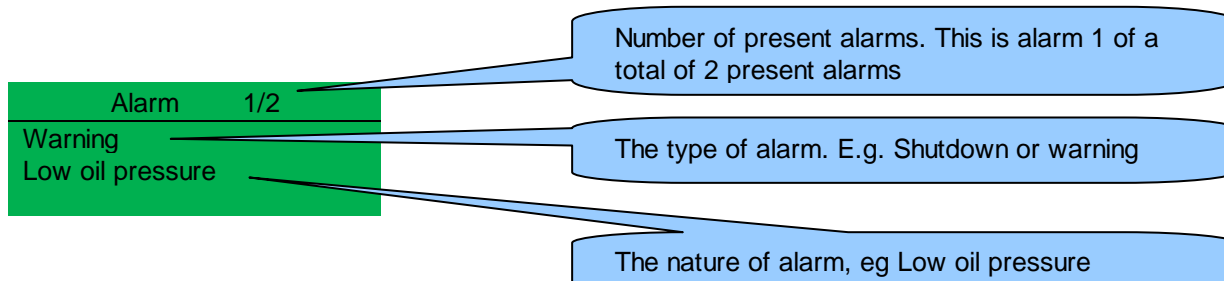 Number of present alarms. This is alarm 1 of a
total of 2 present alarms
Alarm 1/2
Warning
Low oil pressure
The type of alarm. E.g. Shutdown or warning
The nature of alarm, eg Low oil pressure